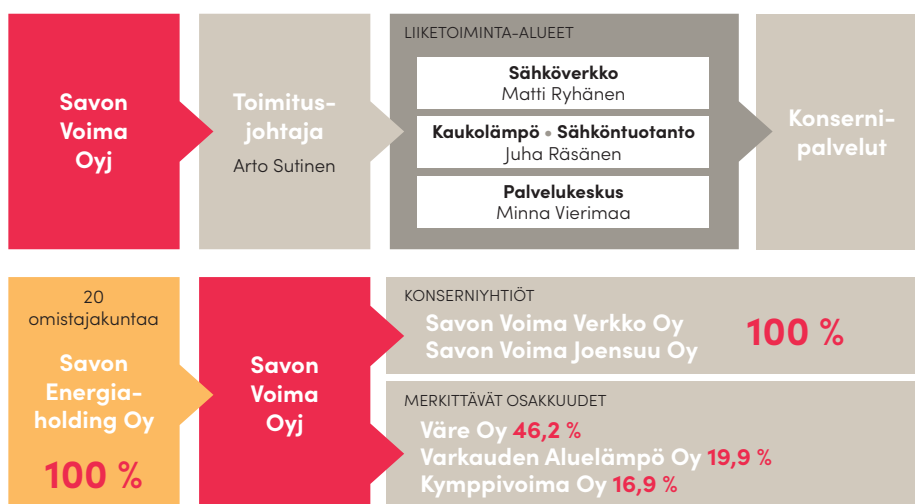 Savon
Voima
Oyj
Toimitus-
johtaja
Arto Sutinen
LIIKETOIMINTA-ALUEET
Sähköverkko
Matti Ryhänen
Kaukolämpö • Sähköntuotanto
Juha Räsänen
Palvelukeskus
Minna Vierimaa
Konserni-
palvelut
20
omistajakuntaa
Savon
Energia-
holding Oy
100 %
Savon
Voima
Oyj
KONSERNIYHTIÖT
Savon Voima Verkko Oy
Savon Voima Joensuu Oy
100 %
MERKITTÄVÄT OSAKKUUDET
Väre Oy 46,2 %
Varkauden Aluelämpö Oy 19,9 %
Kymppivoima Oy 16,9 %